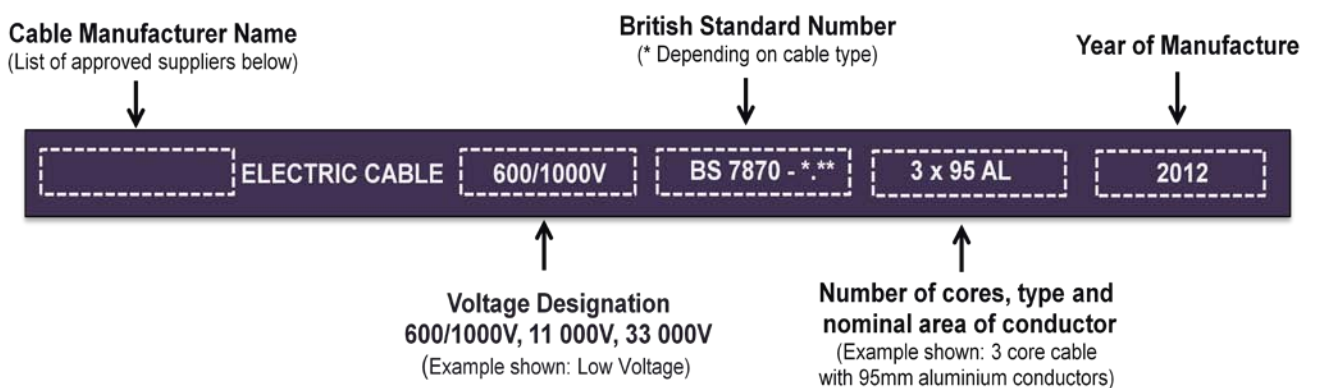 Cable Manufacturer Name
(List of approved suppliers below)
British Standard Number
(* Depending on cable type)
Year of Manufacture
ELECTRIC CABLE 600/1000V BS 7870 - *.** 3 x 95 AL 2012
Voltage Designation
600/1000V, 11 000V, 33 000V
(Example shown: Low Voltage)
Number of cores, type and
nominal area of conductor
(Example shown: 3 core cable
with 95mm aluminium conductors)